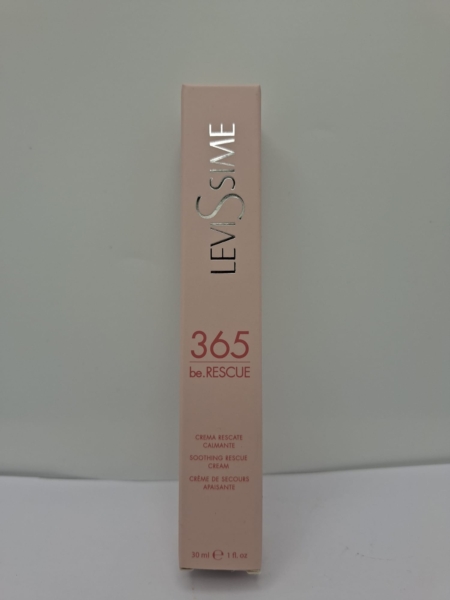 LEVISSIME
365
be.RESCUE
CREMA RESCATE
CALMANTE
SOOTHING RESCUE
CREAM
CRÈME DE SECOURS
APAISANTE
30 ml ℮ 1 fl. oz